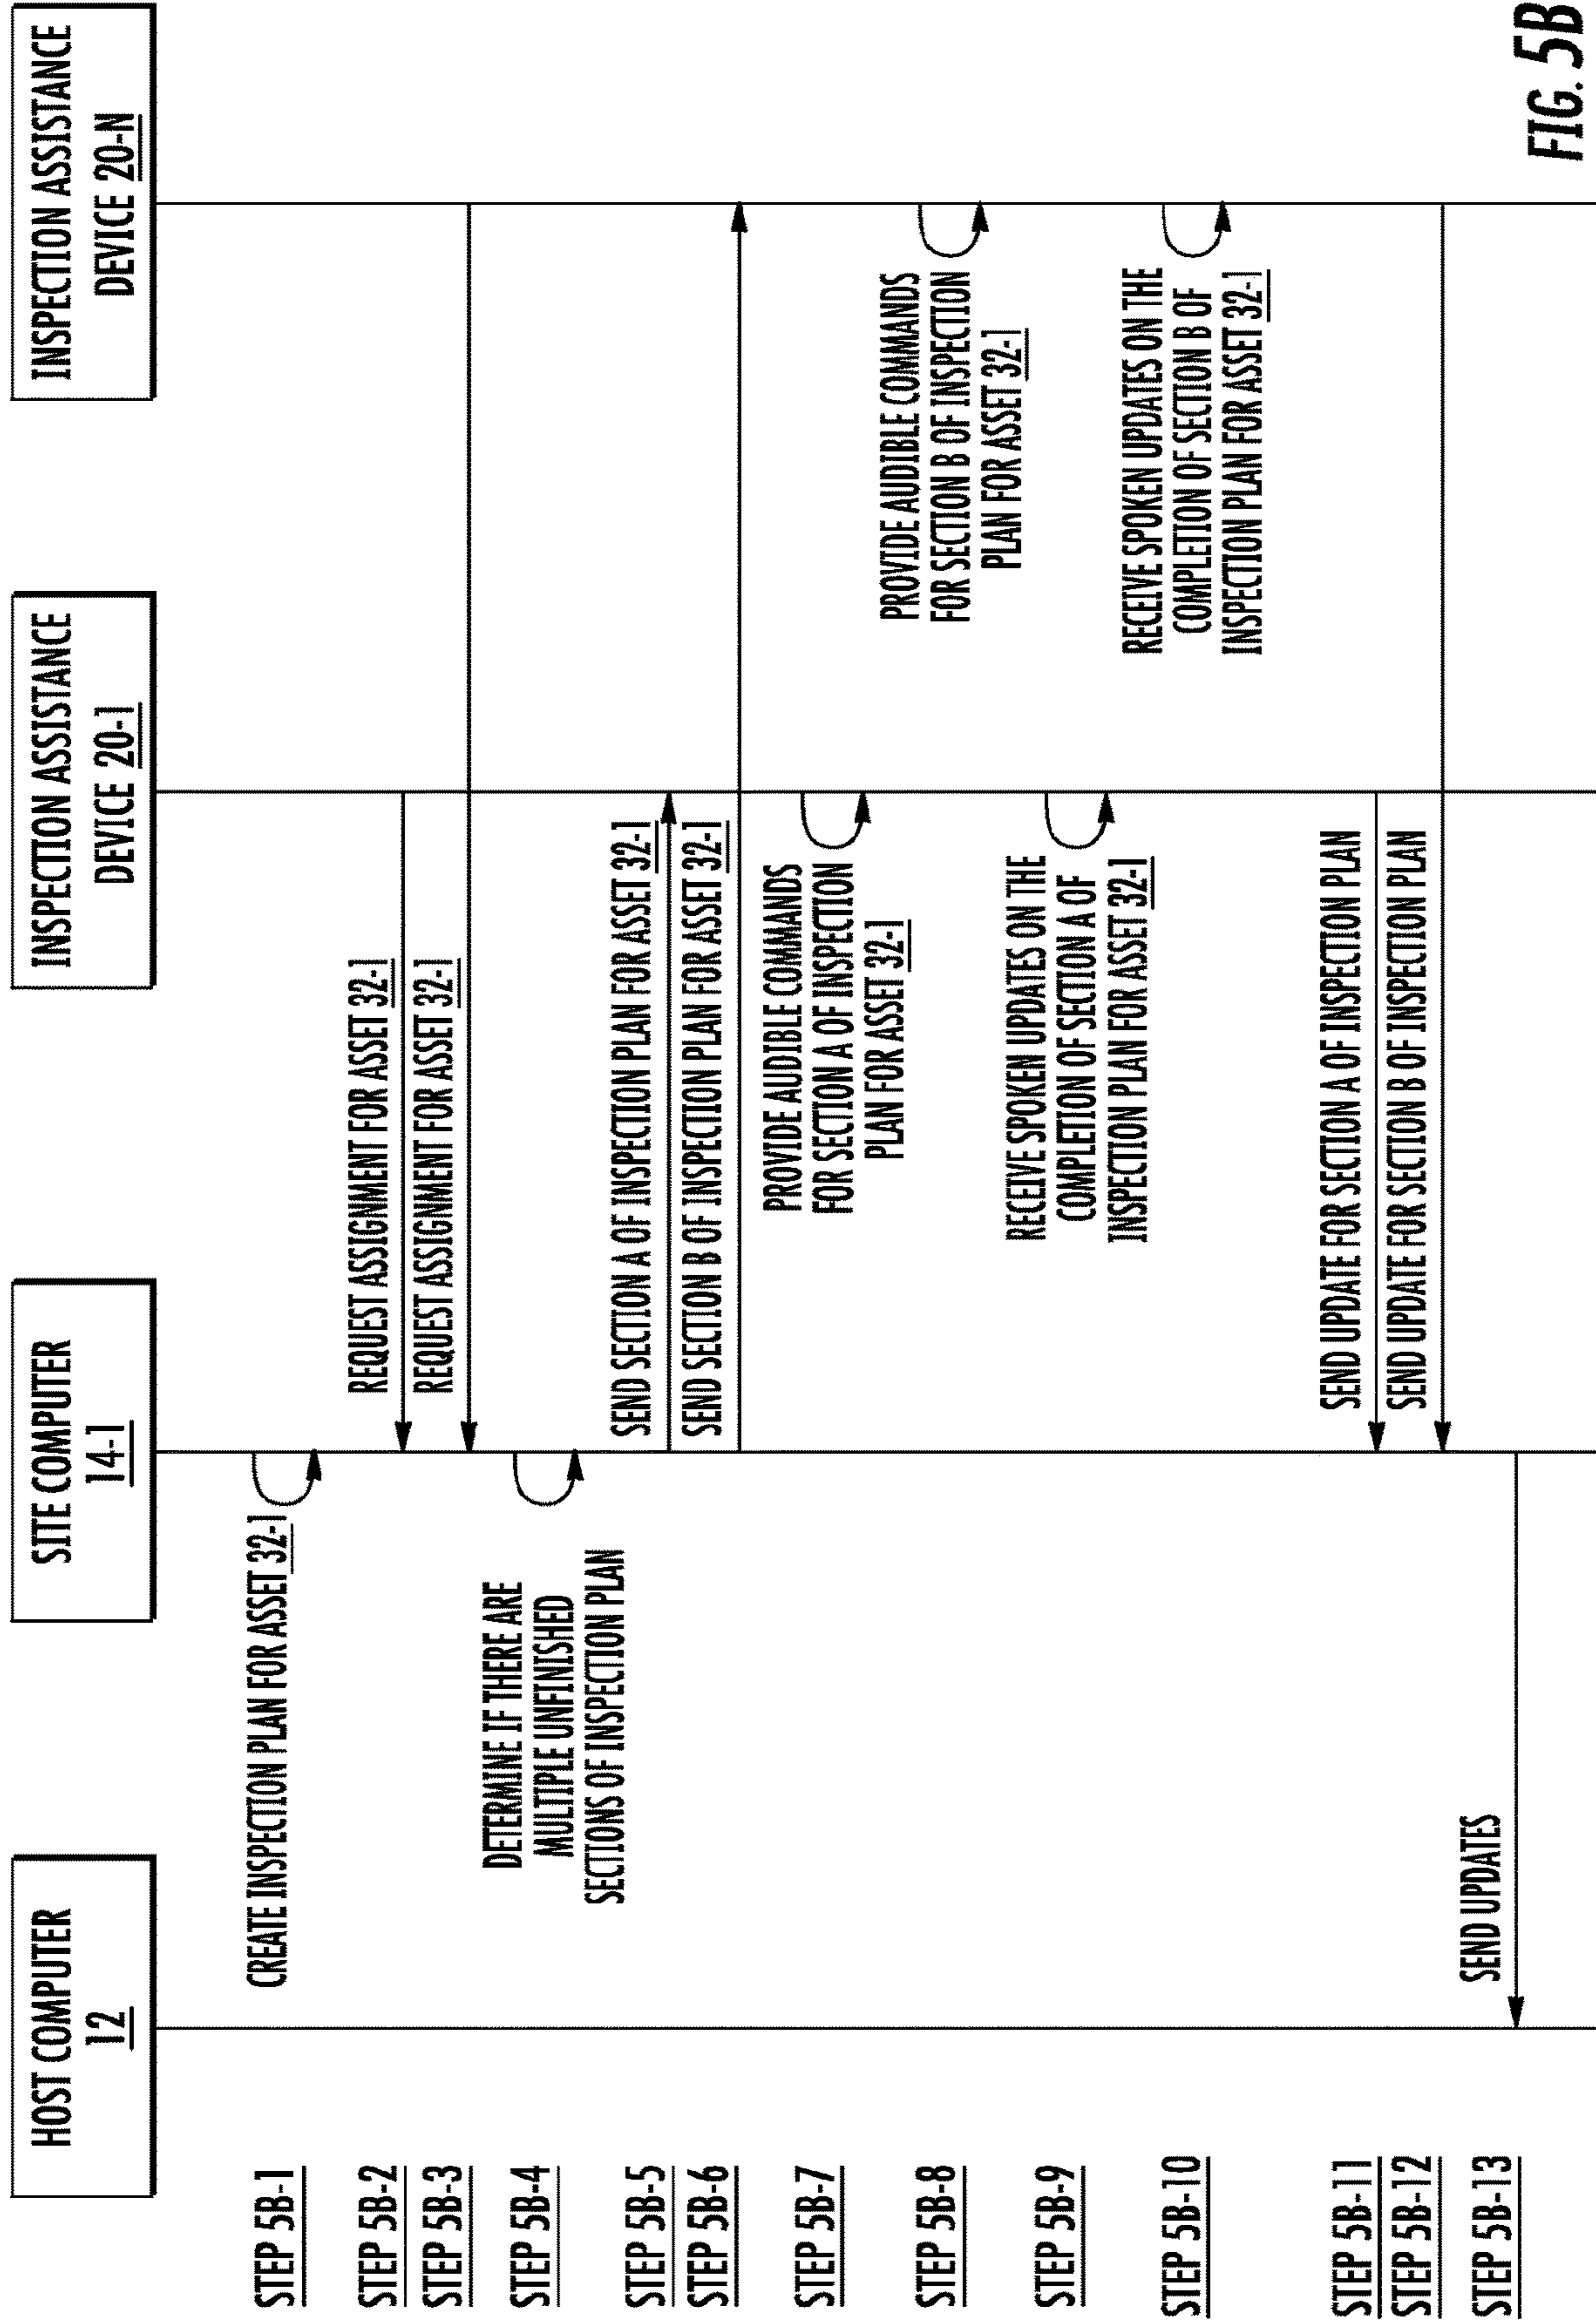 HOST COMPUTER
12
SITE COMPUTER
14-1
INSPECTION ASSISTANCE
DEVICE 20-1
INSPECTION ASSISTANCE
DEVICE 20-N
STEP 5B-1
CREATE INSPECTION PLAN FOR ASSET 32-1
STEP 5B-2
REQUEST ASSIGNMENT FOR ASSET 32-1
STEP 5B-3
REQUEST ASSIGNMENT FOR ASSET 32-1
STEP 5B-4
DETERMINE IF THERE ARE
MULTIPLE UNFINISHED
SECTIONS OF INSPECTION PLAN
STEP 5B-5
SEND SECTION A OF INSPECTION PLAN FOR ASSET 32-1
STEP 5B-6
SEND SECTION B OF INSPECTION PLAN FOR ASSET 32-1
STEP 5B-7
PROVIDE AUDIBLE COMMANDS
FOR SECTION A OF INSPECTION
PLAN FOR ASSET 32-1
STEP 5B-8
PROVIDE AUDIBLE COMMANDS
FOR SECTION B OF INSPECTION
PLAN FOR ASSET 32-1
STEP 5B-9
RECEIVE SPOKEN UPDATES ON THE
COMPLETION OF SECTION A OF
INSPECTION PLAN FOR ASSET 32-1
STEP 5B-10
RECEIVE SPOKEN UPDATES ON THE
COMPLETION OF SECTION B OF
INSPECTION PLAN FOR ASSET 32-1
STEP 5B-11
SEND UPDATE FOR SECTION A OF INSPECTION PLAN
STEP 5B-12
SEND UPDATE FOR SECTION B OF INSPECTION PLAN
STEP 5B-13
SEND UPDATES
FIG. 5B